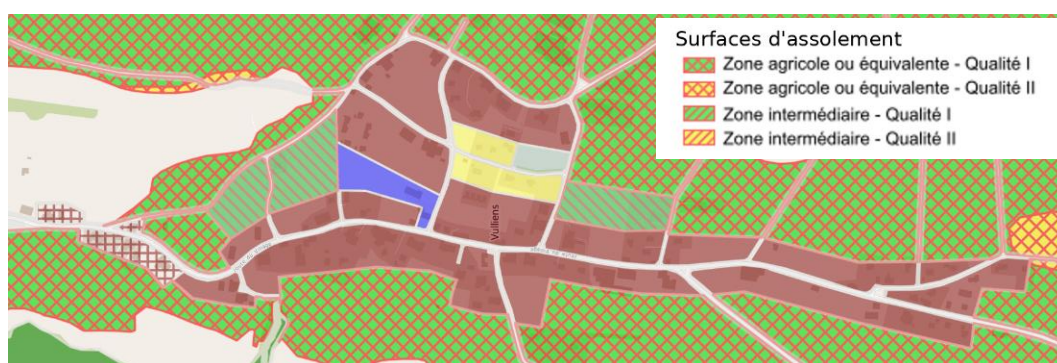 Surfaces d'assolement
Zone agricole ou équivalente - Qualité I
Zone agricole ou équivalente - Qualité II
Zone intermédiaire - Qualité I
Zone intermédiaire - Qualité II
Vulliens